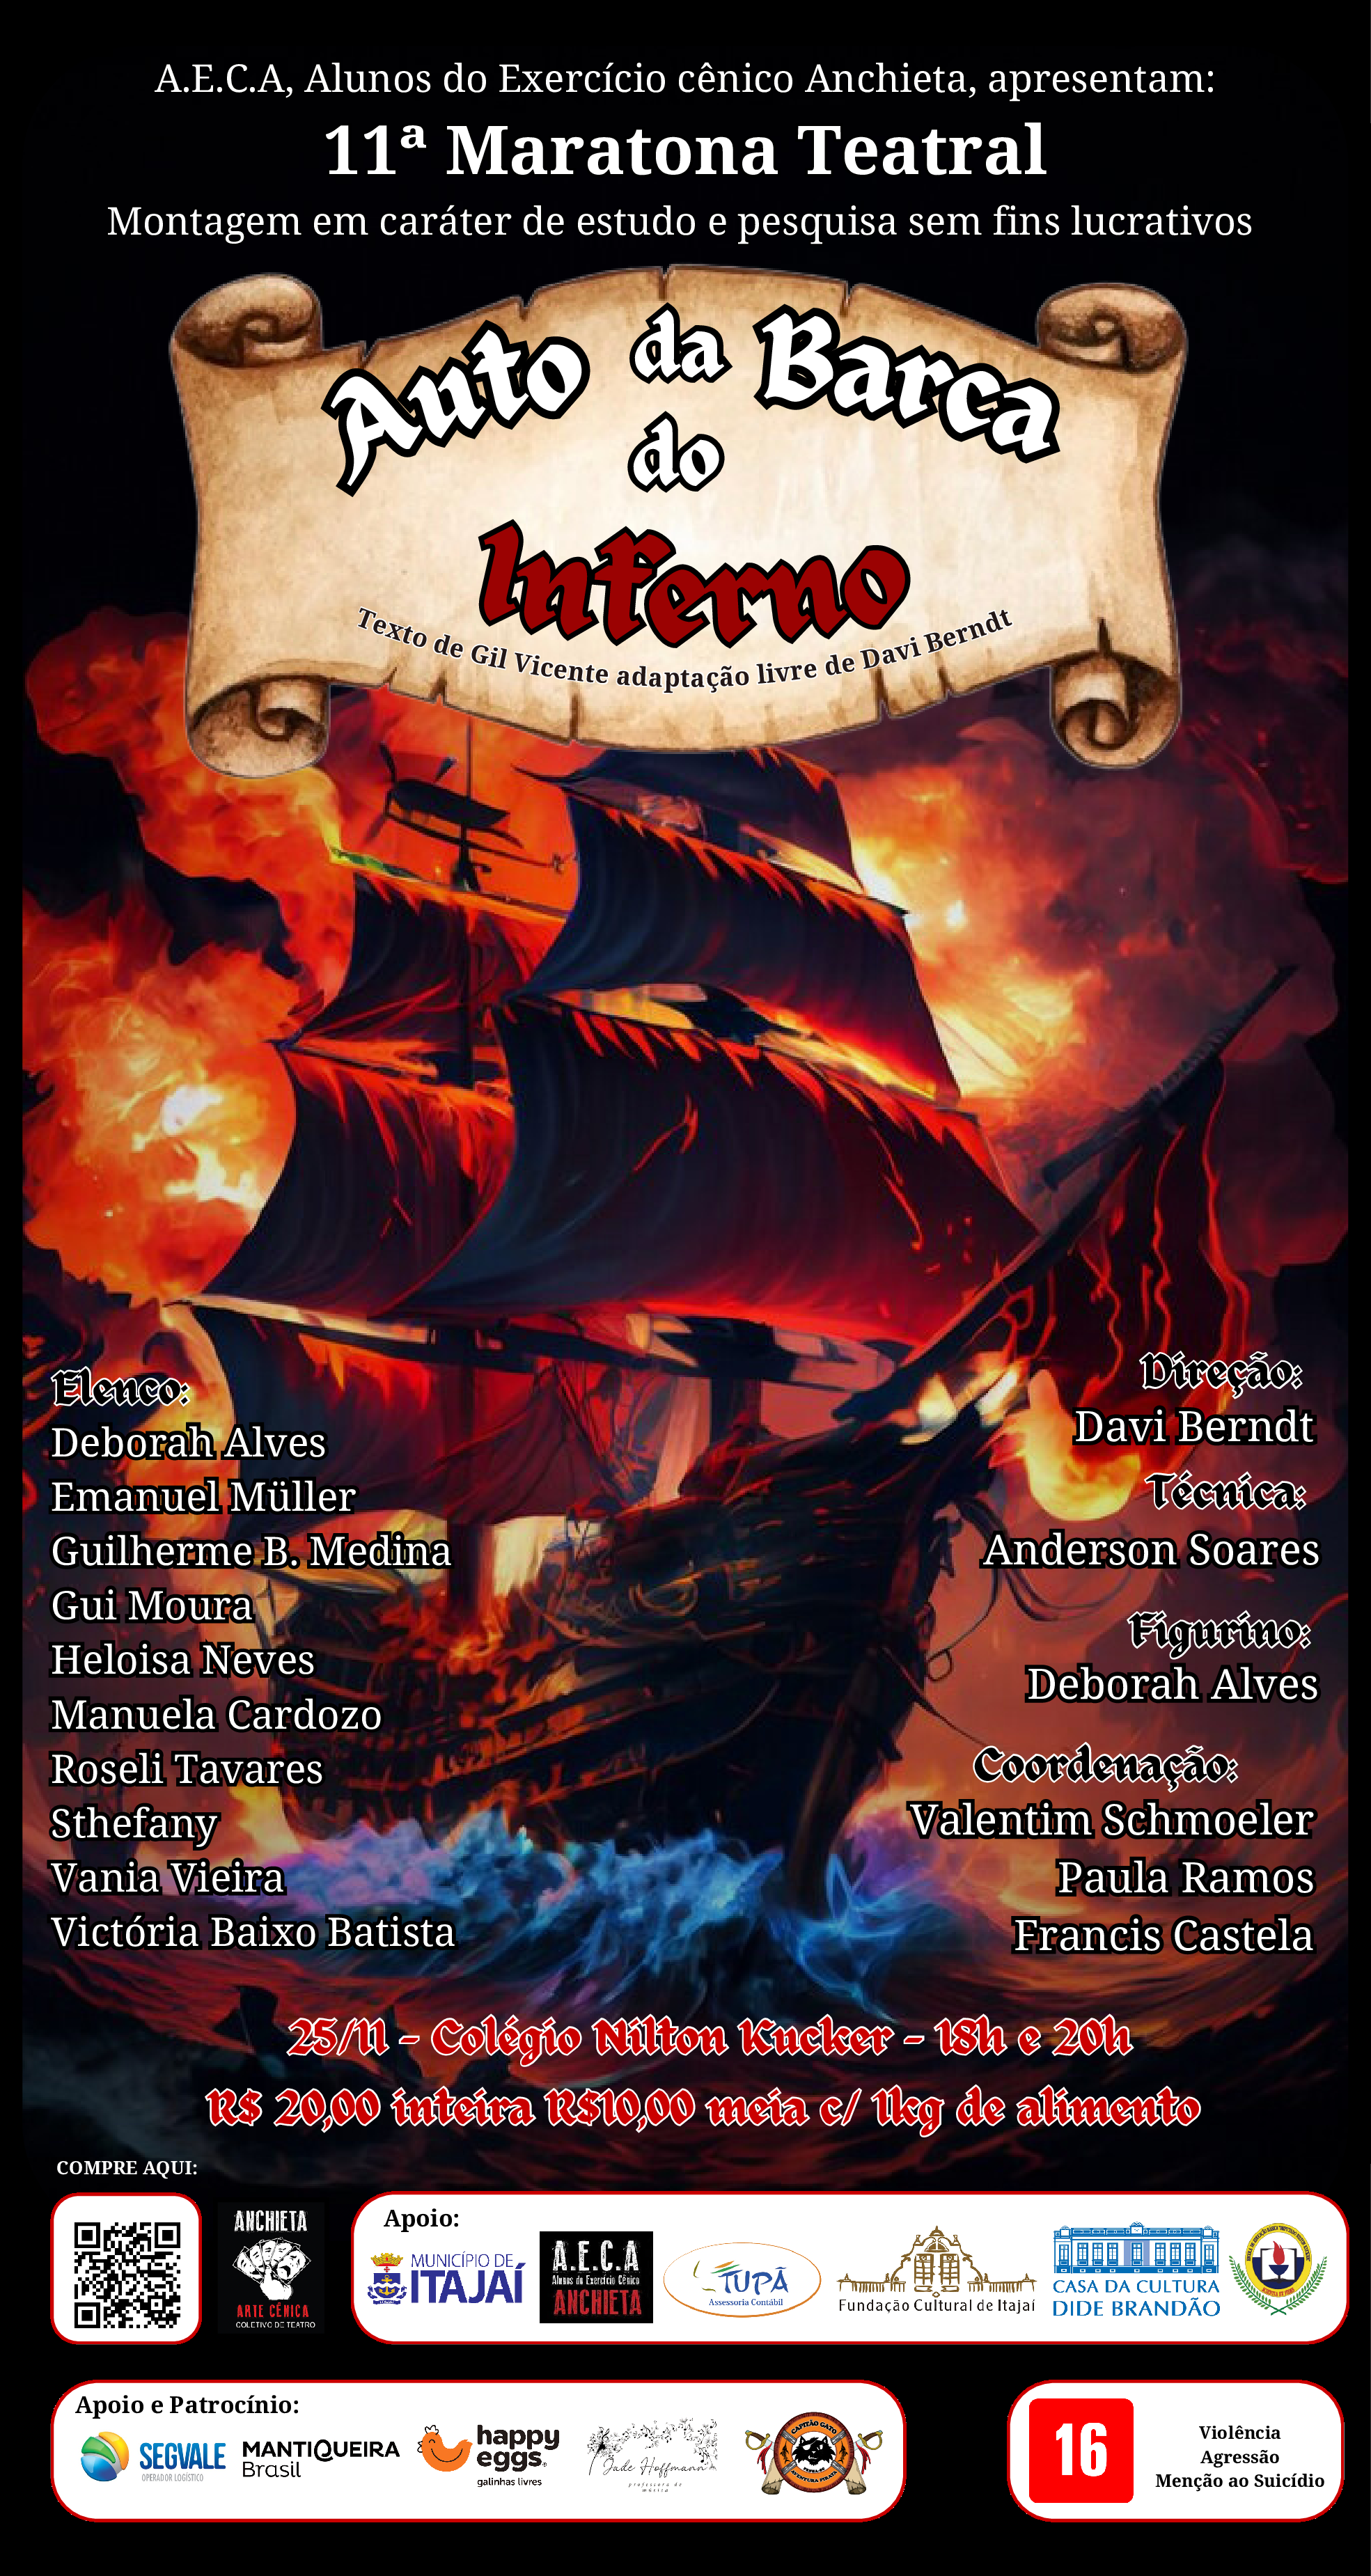 A.E.C.A, Alunos do Exercício cênico Anchieta, apresentam:
11ª Maratona Teatral
Montagem em caráter de estudo e pesquisa sem fins lucrativos
Auto da Barca
do
Inferno
Texto de Gil Vicente adaptação livre de Davi Berndt
Elenco:
Deborah Alves
Emanuel Müller
Guilherme B. Medina
Gui Moura
Heloisa Neves
Manuela Cardozo
Roseli Tavares
Sthefany
Vania Vieira
Victória Baixo Batista
Direção:
Davi Berndt
Técnica:
Anderson Soares
Figurino:
Deborah Alves
Coordenação:
Valentim Schmoeler
Paula Ramos
Francis Castela
25/11 - Colégio Nilton Kucker - 18h e 20h
R$ 20,00 inteira R$10,00 meia c/ 1kg de alimento
COMPRE AQUI:
ANCHIETA
ARTE CÊNICA
COLETIVO DE TEATRO
Apoio:
MUNICÍPIO DE
ITAJAÍ
A.E.C.A
Alunos do Exercício Cênico
ANCHIETA
TUPÃ
Assessoria Contábil
Fundação Cultural de Itajaí
CASA DA CULTURA
DIDE BRANDÃO
Apoio e Patrocínio:
SEGVALE
OPERADOR LOGÍSTICO
MANTIQUEIRA
Brasil
happy
eggs
galinhas livres
Jade Hoffmann
professora de
música
CAPITÃO GATO
AVENTURA PIRATA
16
Violência
Agressão
Menção ao Suicídio